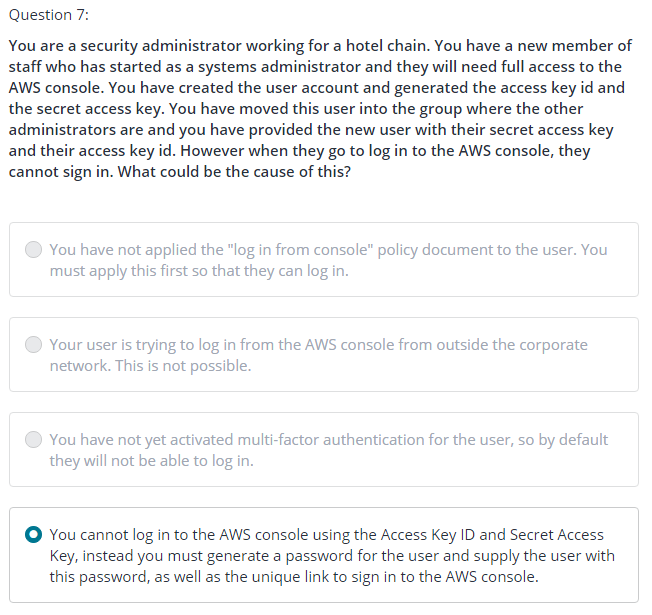 Question 7:
You are a security administrator working for a hotel chain. You have a new member of
staff who has started as a systems administrator and they will need full access to the
AWS console. You have created the user account and generated the access key id and
the secret access key. You have moved this user into the group where the other
administrators are and you have provided the new user with their secret access key
and their access key id. However when they go to log in to the AWS console, they
cannot sign in. What could be the cause of this?
You have not applied the "log in from console" policy document to the user. You
must apply this first so that they can log in.
Your user is trying to log in from the AWS console from outside the corporate
network. This is not possible.
You have not yet activated multi-factor authentication for the user, so by default
they will not be able to log in.
You cannot log in to the AWS console using the Access Key ID and Secret Access
Key, instead you must generate a password for the user and supply the user with
this password, as well as the unique link to sign in to the AWS console.